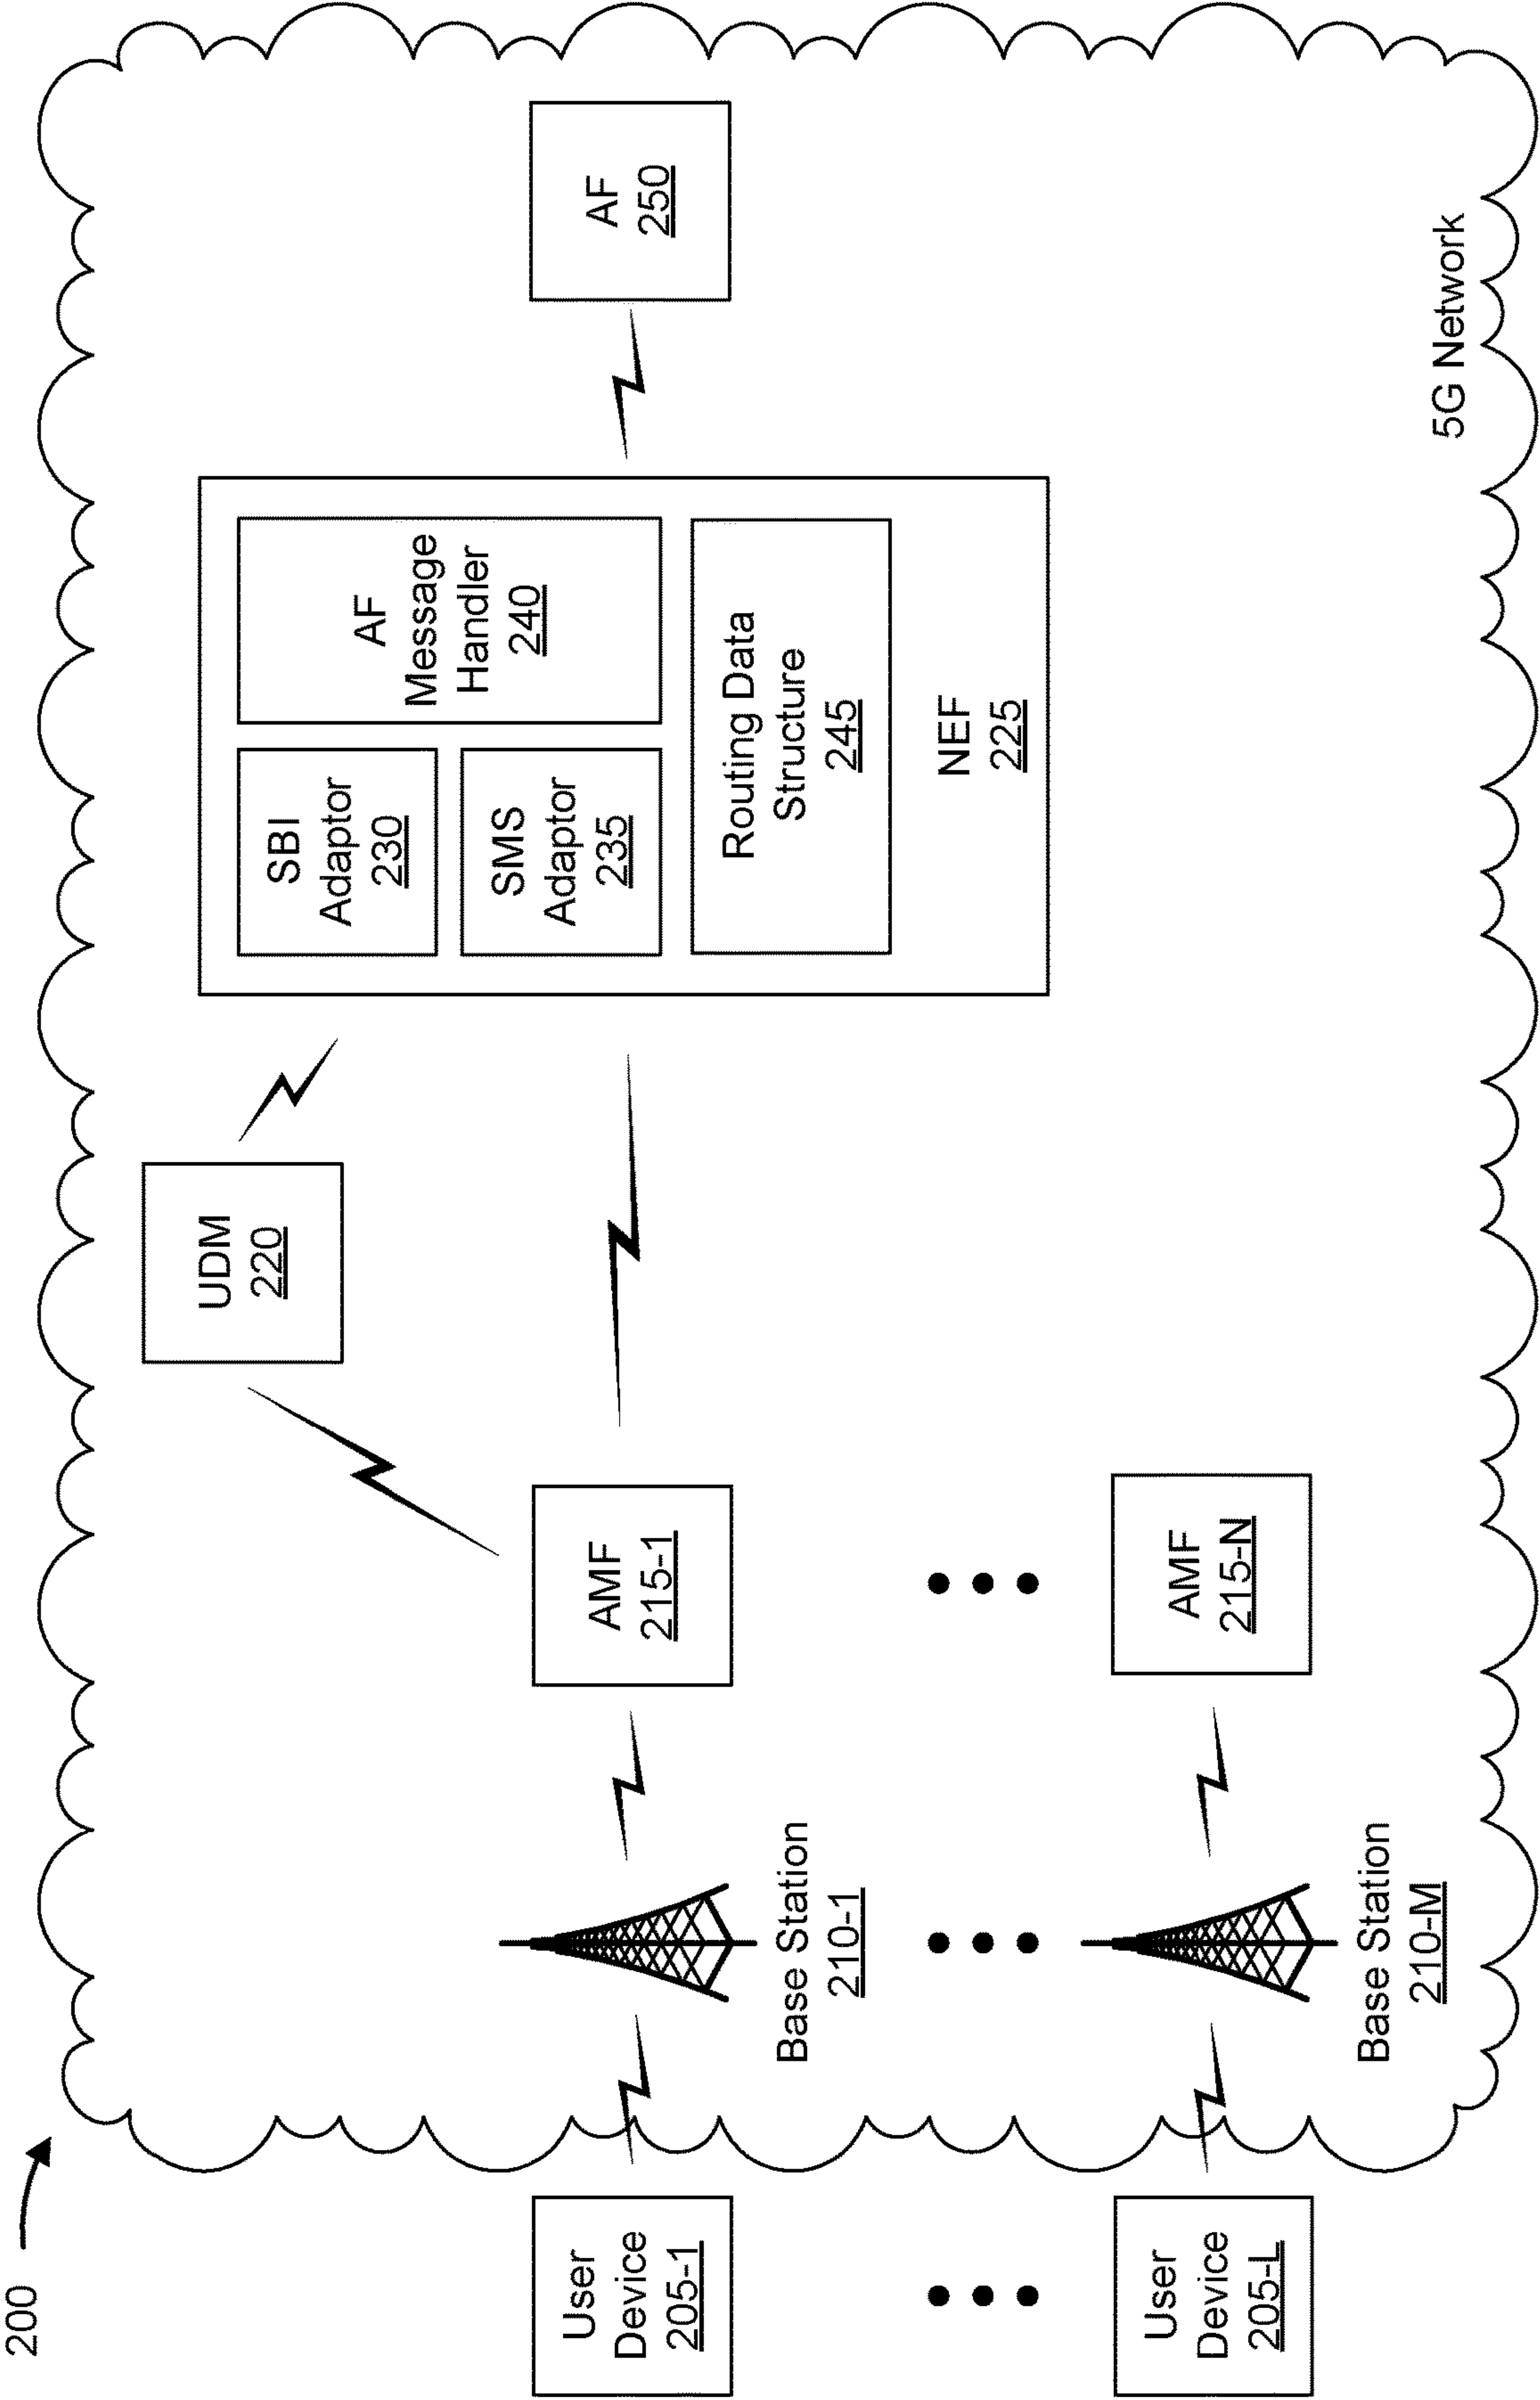 200
User
Device
205-1
User
Device
205-L
Base Station
210-1
Base Station
210-M
AMF
215-1
AMF
215-N
UDM
220
SBI
Adaptor
230
SMS
Adaptor
235
AF
Message
Handler
240
Routing Data
Structure
245
NEF
225
AF
250
5G Network